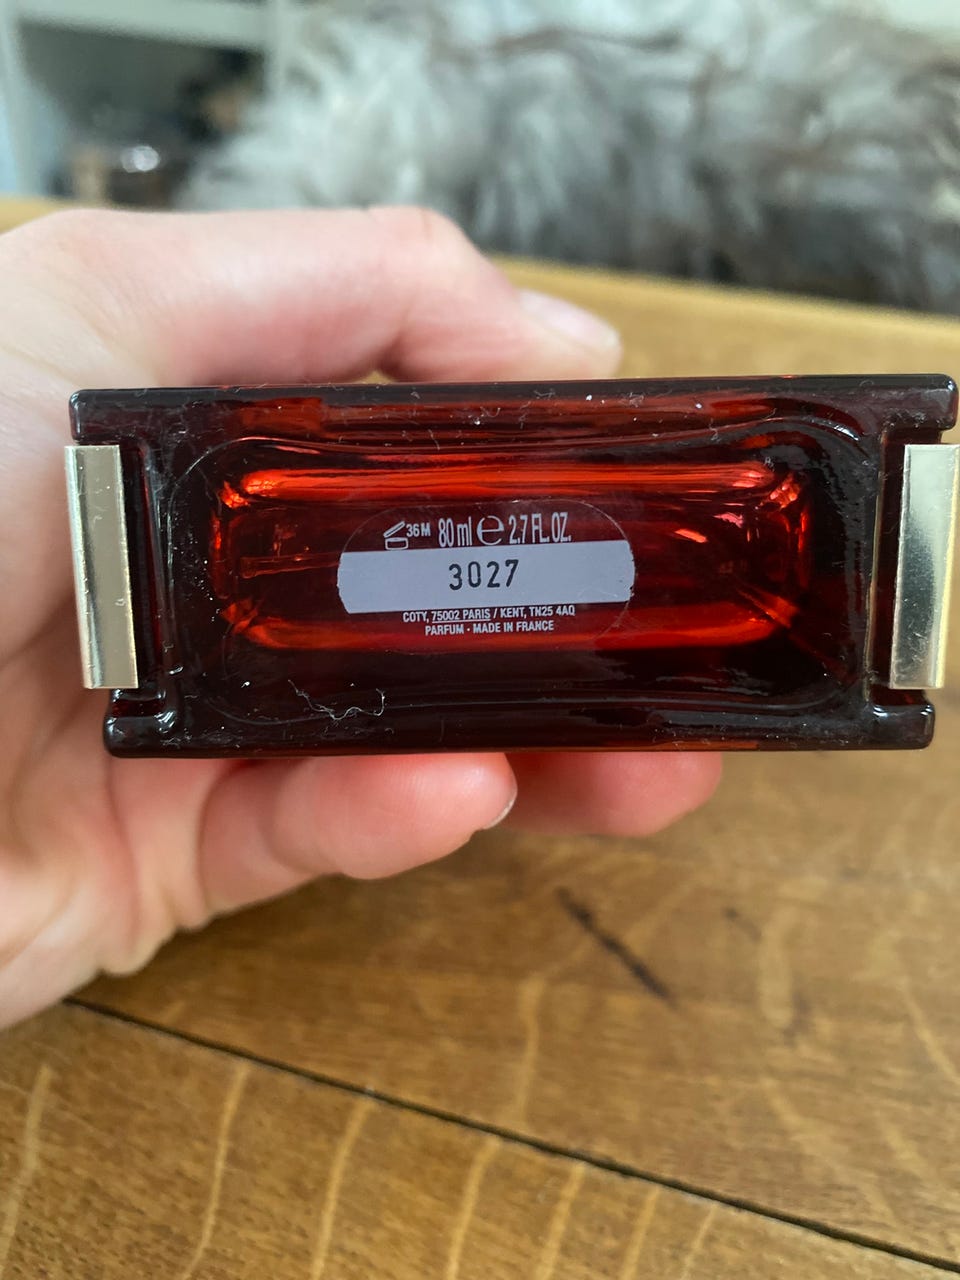 36M 80 ml ℮ 2.7 FL.OZ.
3027
COTY, 75002 PARIS / KENT, TN25 4AQ
PARFUM - MADE IN FRANCE